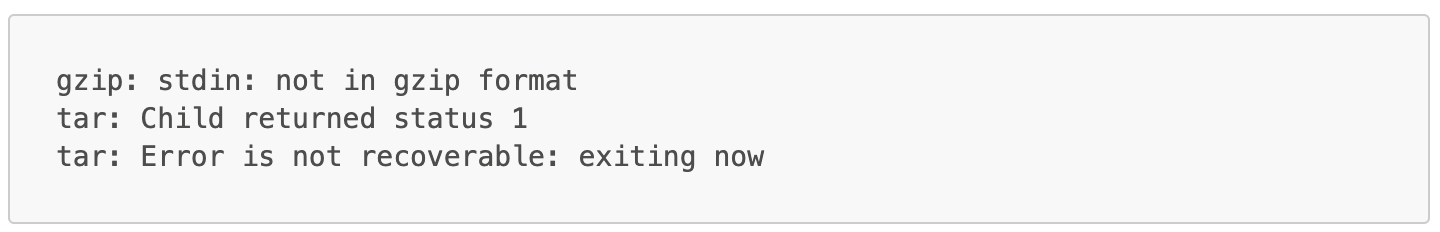 gzip: stdin: not in gzip format
tar: Child returned status 1
tar: Error is not recoverable: exiting now